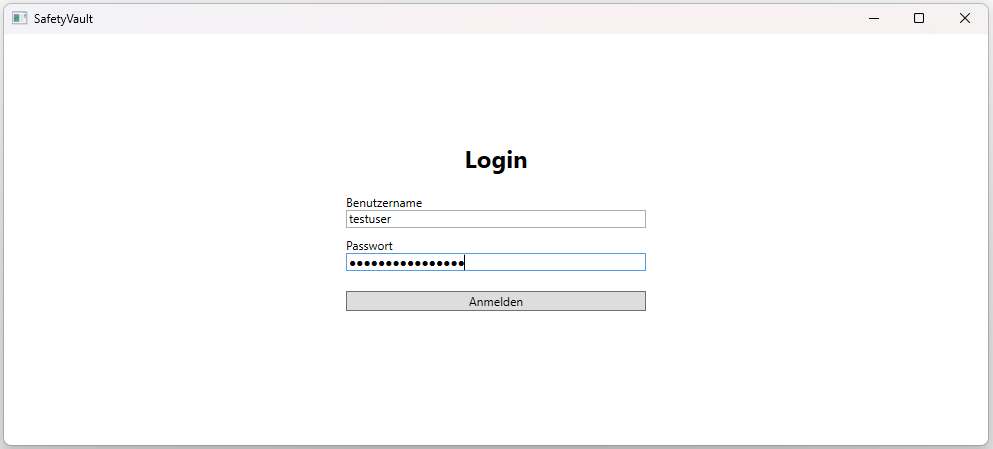 SafetyVault
Login
Benutzername
testuser
Passwort
●●●●●●●●●●●●●●●●
Anmelden